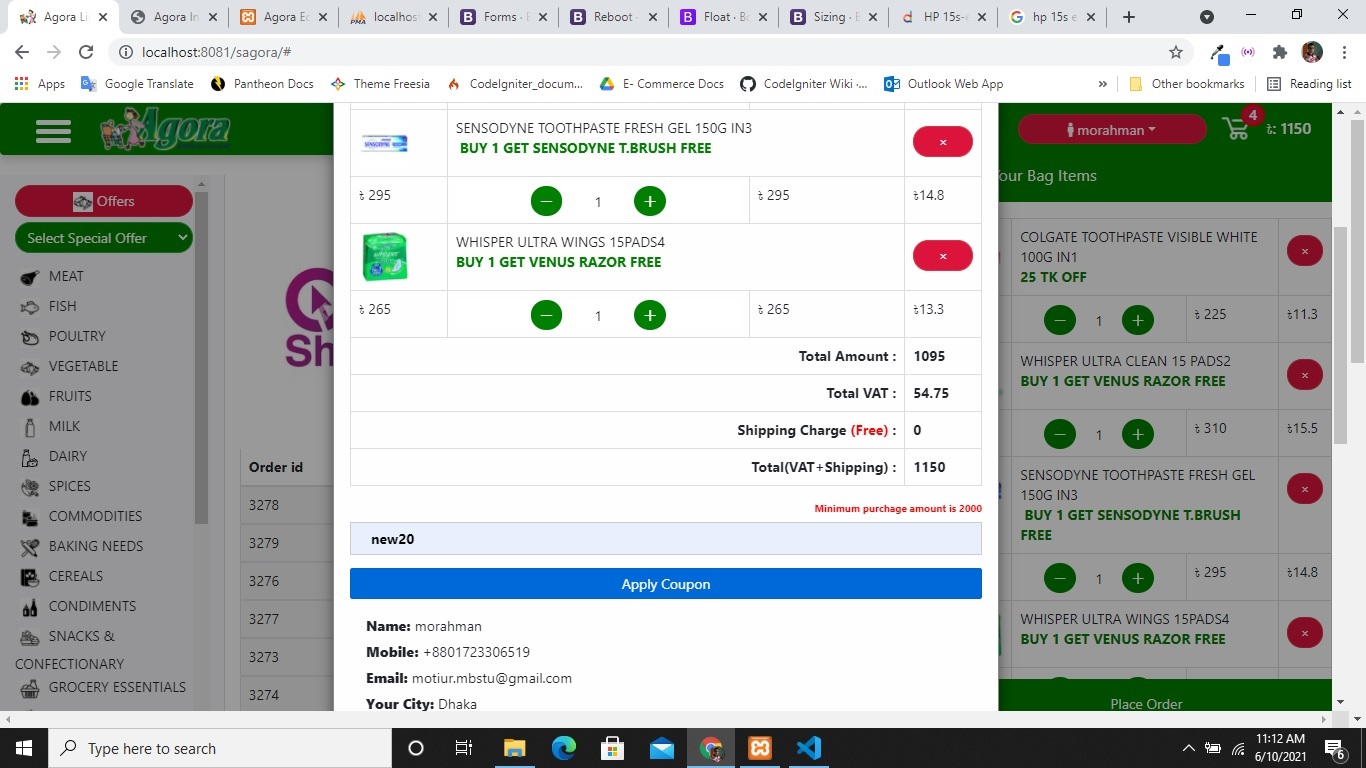 Agora Li
Agora In
Agora Ec
localhos
Forms · B
Reboot ·
Float · Bo
Sizing · B
HP 15s-e
hp 15s e
localhost:8081/sagora/#
Apps
Google Translate
Pantheon Docs
Theme Freesia
CodeIgniter_docum...
E- Commerce Docs
CodeIgniter Wiki ·...
Outlook Web App
»
Other bookmarks
Reading list
Agora
morahman
4
৳: 1150
our Bag Items
Offers
Select Special Offer
MEAT
FISH
POULTRY
VEGETABLE
FRUITS
MILK
DAIRY
SPICES
COMMODITIES
BAKING NEEDS
CEREALS
CONDIMENTS
SNACKS &
CONFECTIONARY
GROCERY ESSENTIALS
Sh
Order id
3278
3279
3276
3277
3273
3274
SENSODYNE TOOTHPASTE FRESH GEL 150G IN3
BUY 1 GET SENSODYNE T.BRUSH FREE
×
৳ 295 − 1 + ৳ 295 ৳14.8
WHISPER ULTRA WINGS 15PADS4
BUY 1 GET VENUS RAZOR FREE
×
৳ 265 − 1 + ৳ 265 ৳13.3
Total Amount : 1095
Total VAT : 54.75
Shipping Charge (Free) : 0
Total(VAT+Shipping) : 1150
Minimum purchage amount is 2000
new20
Apply Coupon
Name: morahman
Mobile: +8801723306519
Email: motiur.mbstu@gmail.com
Your City: Dhaka
COLGATE TOOTHPASTE VISIBLE WHITE
100G IN1
25 TK OFF
×
− 1 + ৳ 225 ৳11.3
WHISPER ULTRA CLEAN 15 PADS2
BUY 1 GET VENUS RAZOR FREE
×
− 1 + ৳ 310 ৳15.5
SENSODYNE TOOTHPASTE FRESH GEL
150G IN3
BUY 1 GET SENSODYNE T.BRUSH
FREE
×
− 1 + ৳ 295 ৳14.8
WHISPER ULTRA WINGS 15PADS4
BUY 1 GET VENUS RAZOR FREE
×
Place Order
Type here to search
11:12 AM
6/10/2021
6